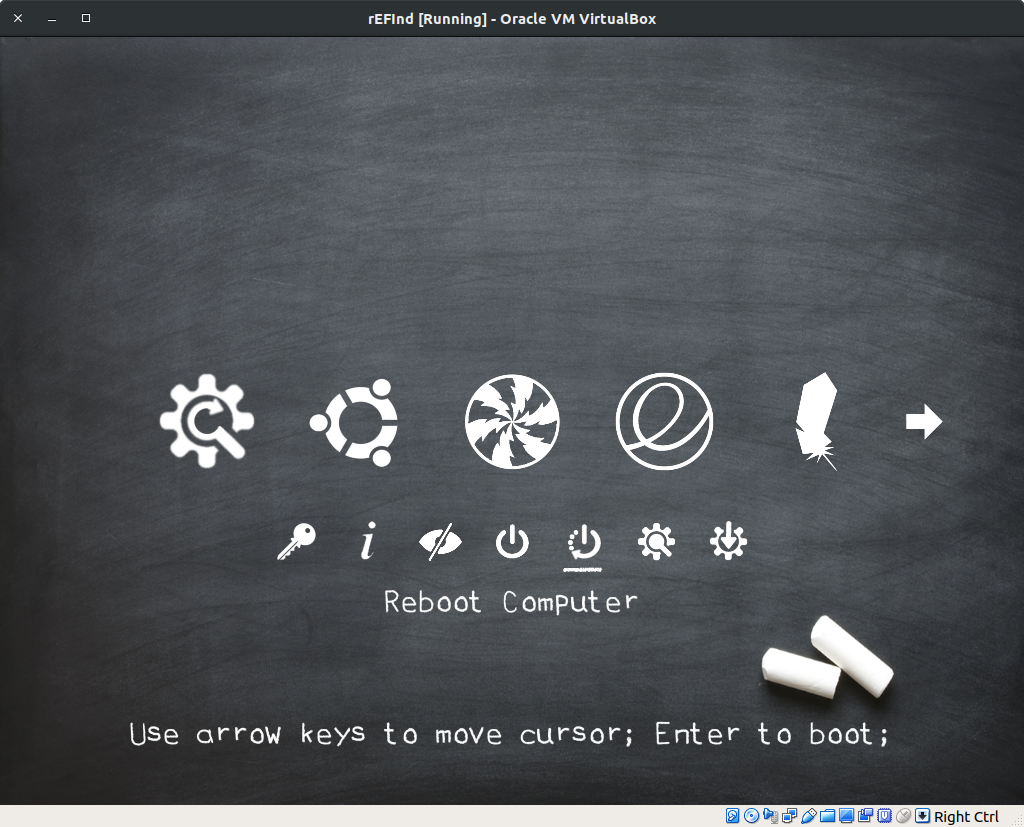 rEFInd [Running] - Oracle VM VirtualBox
Reboot Computer
Use arrow keys to move cursor; Enter to boot;
Right Ctrl